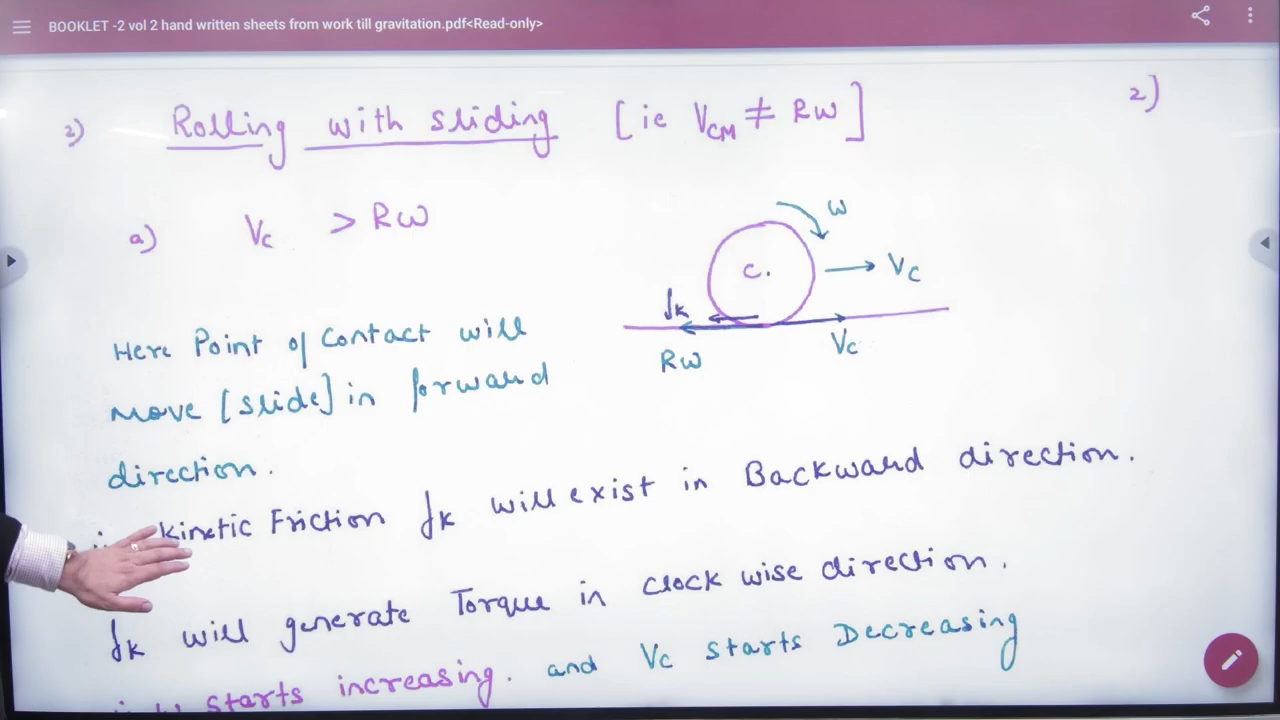 BOOKLET -2 vol 2 hand written sheets from work till gravitation.pdf<Read-only>
2)
Rolling with sliding [ie VCM ≠ RW]
2)
a) Vc > Rω
ω
C.
Vc
fk
Rω
Vc
Here Point of Contact will
move [slide] in forward
direction.
Kinetic Friction fk will exist in Backward direction.
fk will generate Torque in clock wise direction.
∴ W starts increasing. and Vc starts Decreasing